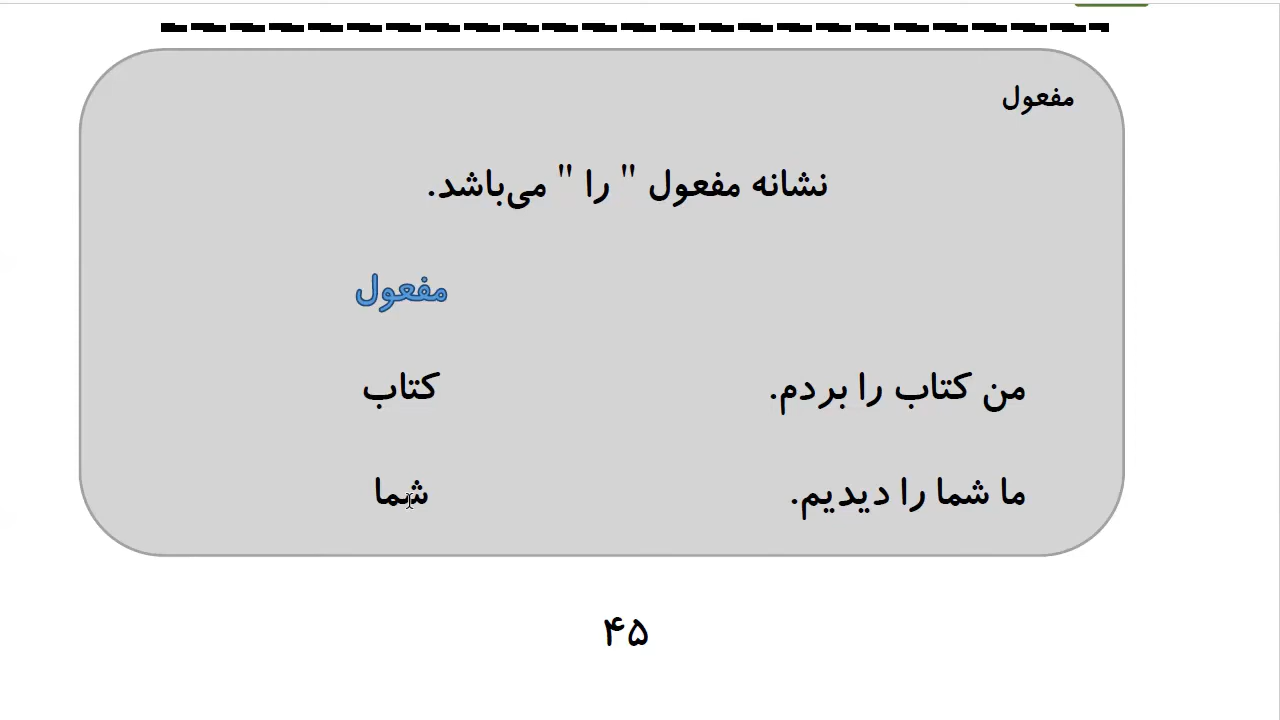 مفعول
نشانه مفعول " را " می‌باشد.
مفعول
من کتاب را بردم. کتاب
ما شما را دیدیم. شما
۴۵